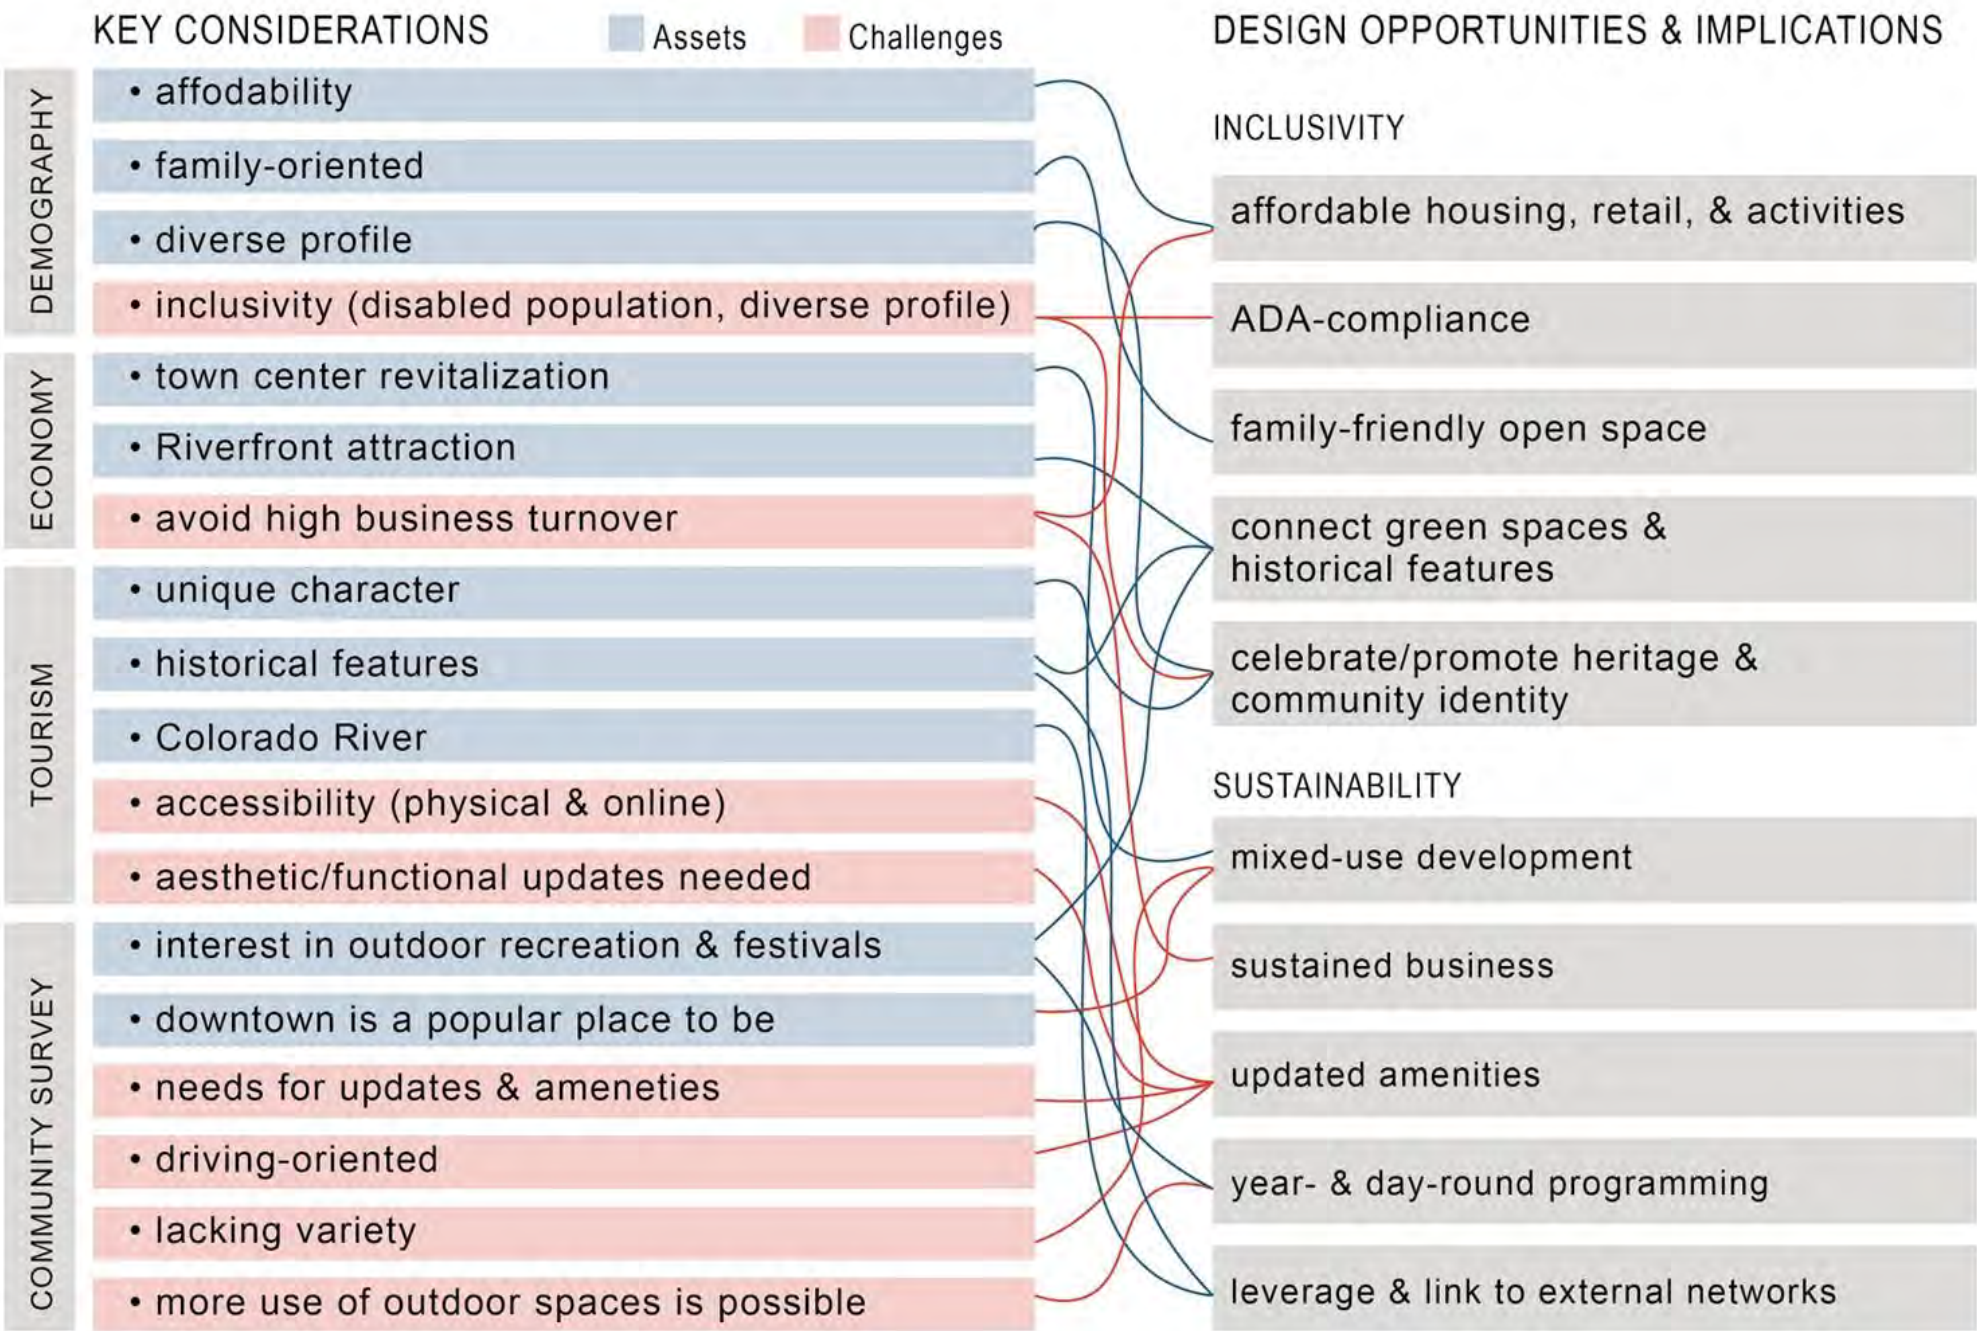 KEY CONSIDERATIONS
Assets
Challenges
DESIGN OPPORTUNITIES & IMPLICATIONS
DEMOGRAPHY
• affodability
• family-oriented
• diverse profile
• inclusivity (disabled population, diverse profile)
ECONOMY
• town center revitalization
• Riverfront attraction
• avoid high business turnover
TOURISM
• unique character
• historical features
• Colorado River
• accessibility (physical & online)
• aesthetic/functional updates needed
COMMUNITY SURVEY
• interest in outdoor recreation & festivals
• downtown is a popular place to be
• needs for updates & ameneties
• driving-oriented
• lacking variety
• more use of outdoor spaces is possible
INCLUSIVITY
affordable housing, retail, & activities
ADA-compliance
family-friendly open space
connect green spaces &
historical features
celebrate/promote heritage &
community identity
SUSTAINABILITY
mixed-use development
sustained business
updated amenities
year- & day-round programming
leverage & link to external networks